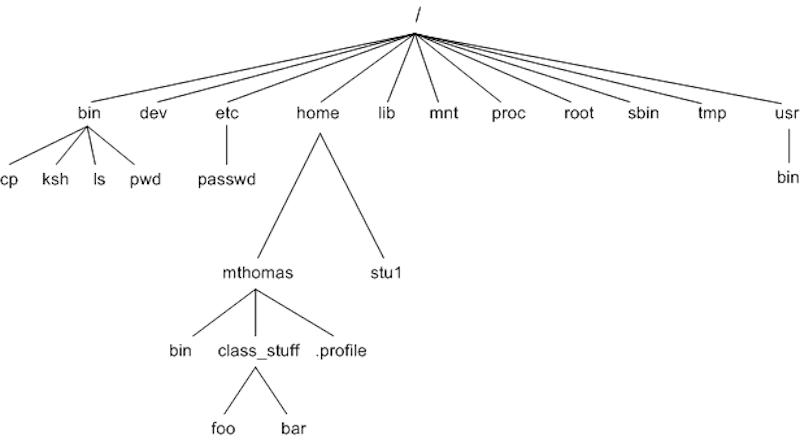 /
bin dev etc home lib mnt proc root sbin tmp usr
cp ksh ls pwd passwd bin
mthomas stu1
bin class_stuff .profile
foo bar